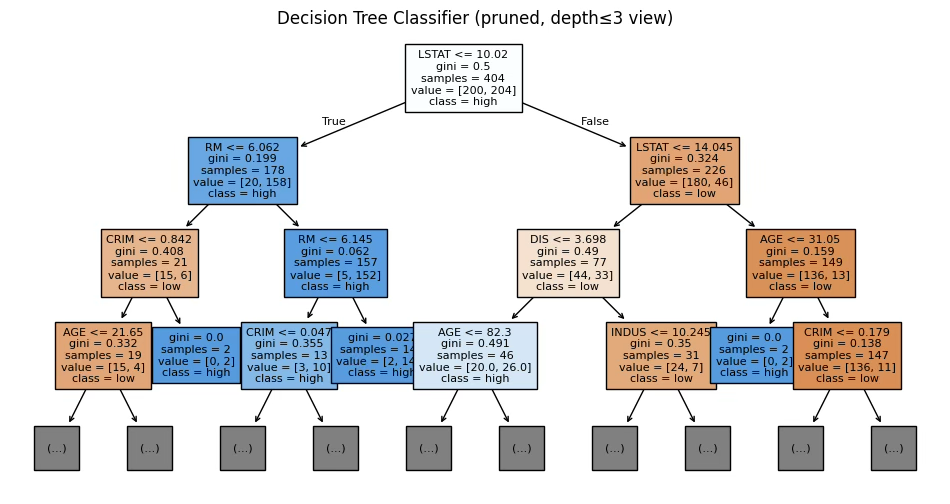 Decision Tree Classifier (pruned, depth≤3 view)
LSTAT <= 10.02
gini = 0.5
samples = 404
value = [200, 204]
class = high
True
False
RM <= 6.062
gini = 0.199
samples = 178
value = [20, 158]
class = high
LSTAT <= 14.045
gini = 0.324
samples = 226
value = [180, 46]
class = low
CRIM <= 0.842
gini = 0.408
samples = 21
value = [15, 6]
class = low
RM <= 6.145
gini = 0.062
samples = 157
value = [5, 152]
class = high
DIS <= 3.698
gini = 0.49
samples = 77
value = [44, 33]
class = low
AGE <= 31.05
gini = 0.159
samples = 149
value = [136, 13]
class = low
AGE <= 21.65
gini = 0.332
samples = 19
value = [15, 4]
class = low
gini = 0.0
samples = 2
value = [0, 2]
class = high
CRIM <= 0.047
gini = 0.355
samples = 13
value = [3, 10]
class = high
gini = 0.027
samples =
value = [2,
class = high
AGE <= 82.3
gini = 0.491
samples = 46
value = [20.0, 26.0]
class = high
INDUS <= 10.245
gini = 0.35
samples = 31
value = [24, 7]
class = low
gini = 0.0
samples = 2
value = [0, 2]
class = high
CRIM <= 0.179
gini = 0.138
samples = 147
value = [136, 11]
class = low
(...)
(...)
(...)
(...)
(...)
(...)
(...)
(...)
(...)
(...)